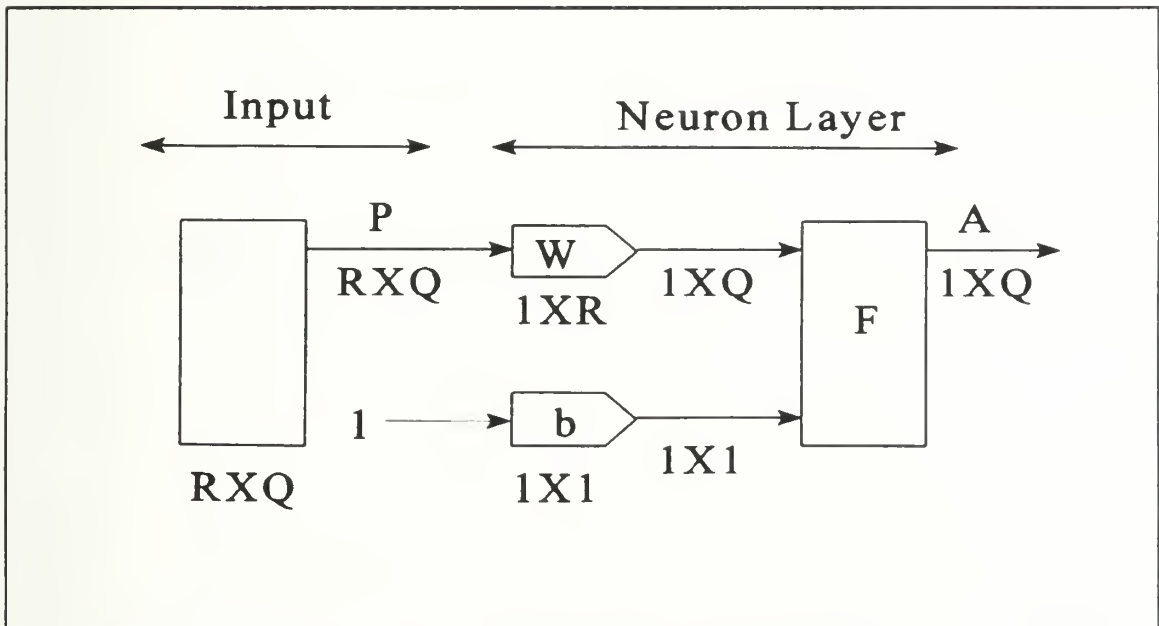 Input
Neuron Layer
P
RXQ
W
1XR
1XQ
F
A
1XQ
1
b
1X1
1X1
RXQ